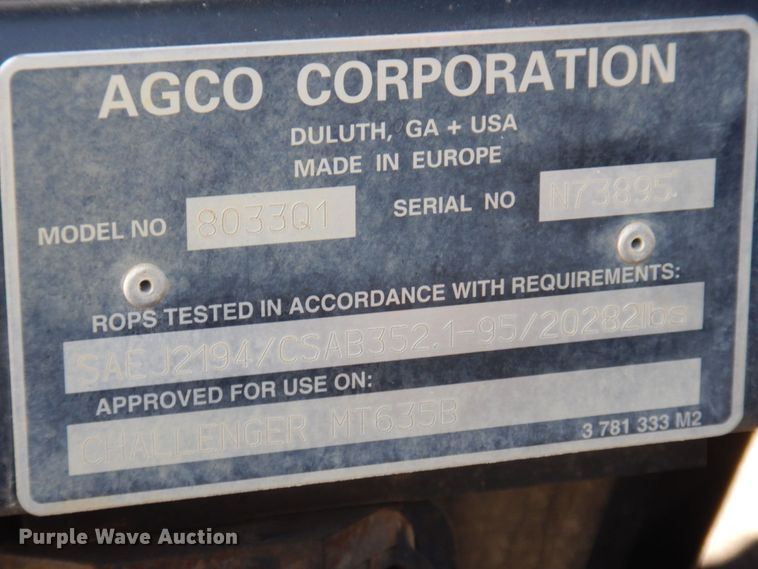 AGCO CORPORATION
DULUTH, GA + USA
MADE IN EUROPE
MODEL NO 8033Q1 SERIAL NO N73895
ROPS TESTED IN ACCORDANCE WITH REQUIREMENTS:
SAEJ2194/CSAB352.1-95/20282lbs
APPROVED FOR USE ON:
CHALLENGER MT635B
3 781 333 M2
Purple Wave Auction